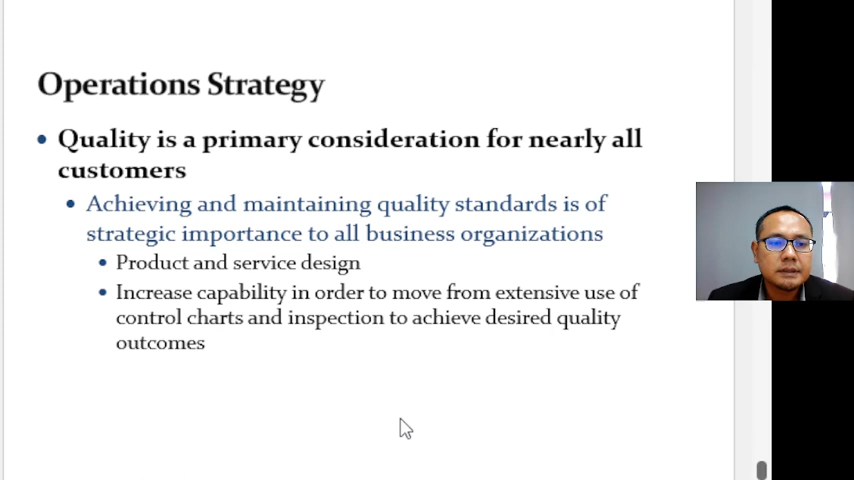 Operations Strategy
• Quality is a primary consideration for nearly all
customers
• Achieving and maintaining quality standards is of
strategic importance to all business organizations
• Product and service design
• Increase capability in order to move from extensive use of
control charts and inspection to achieve desired quality
outcomes